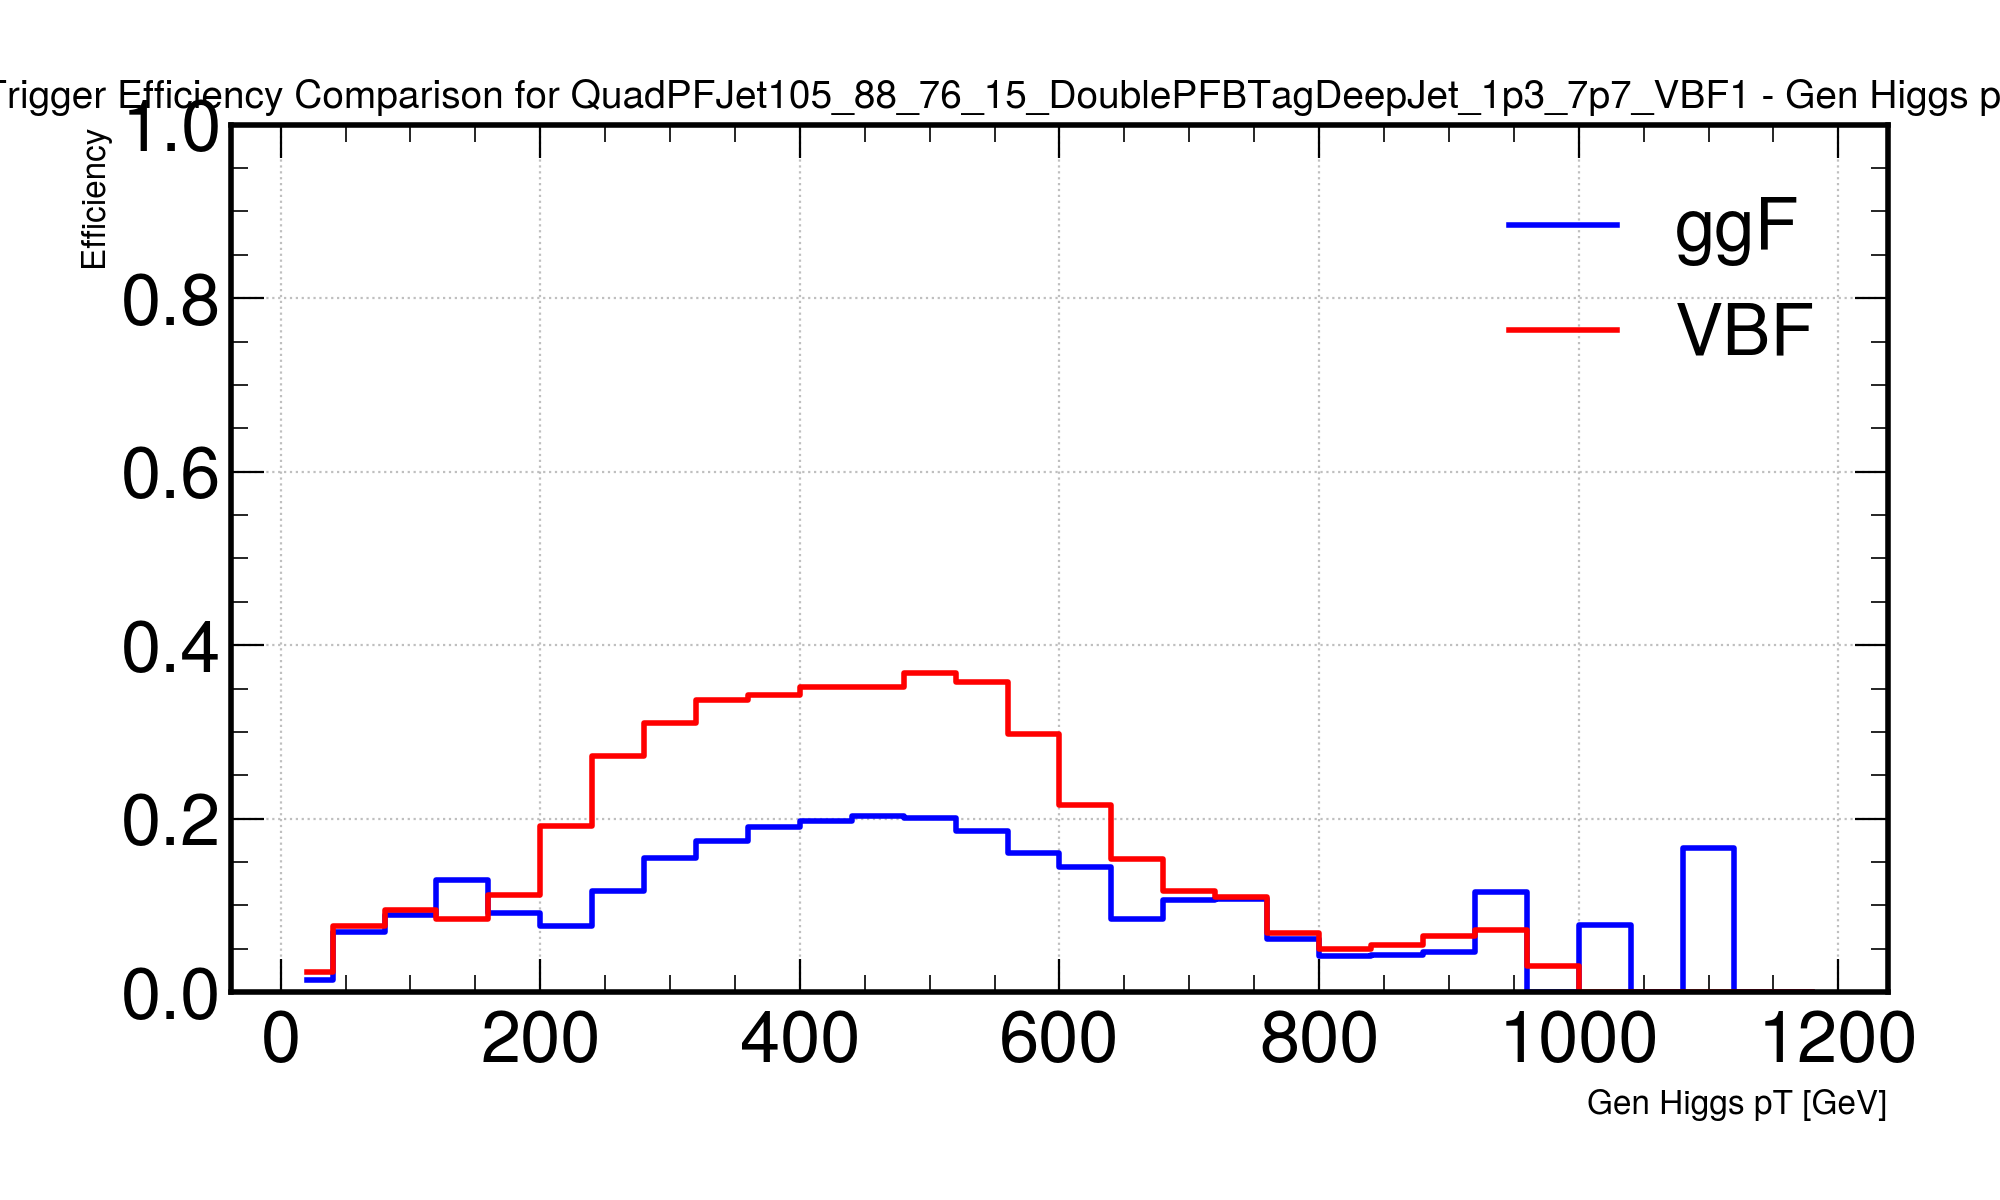 Trigger Efficiency Comparison for QuadPFJet105_88_76_15_DoublePFBTagDeepJet_1p3_7p7_VBF1 - Gen Higgs p
Efficiency
1.0
0.8
0.6
0.4
0.2
0.0
ggF
VBF
0 200 400 600 800 1000 1200
Gen Higgs pT [GeV]